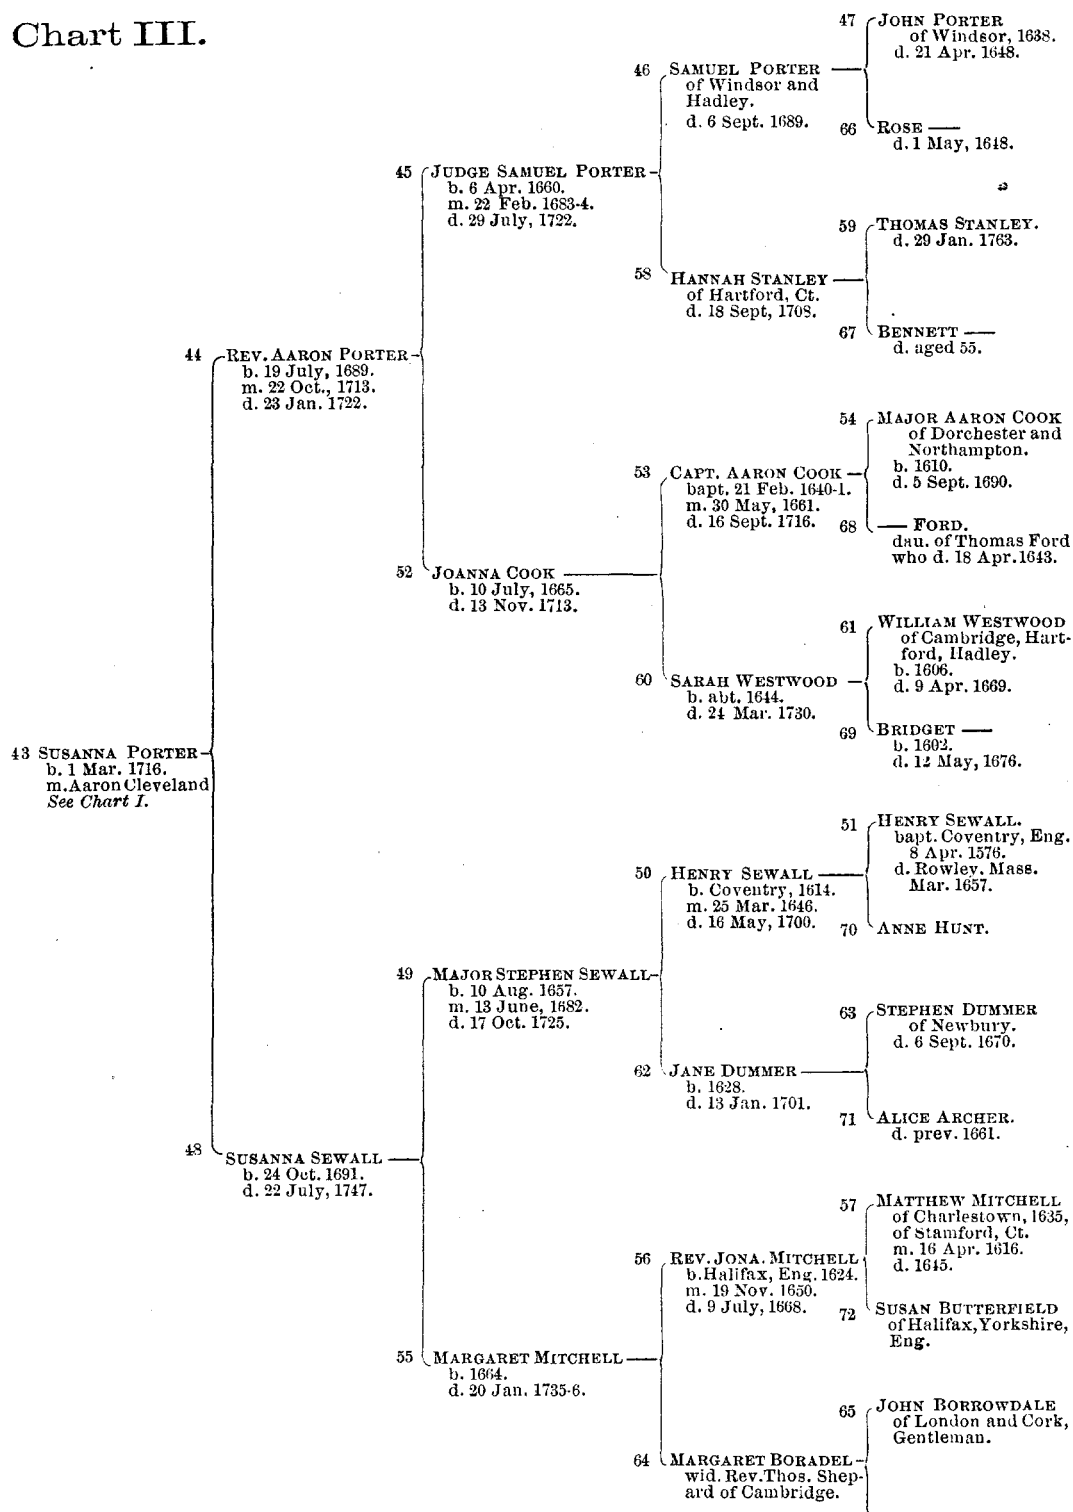 Chart III.
43 SUSANNA PORTER
b. 1 Mar. 1716.
m. Aaron Cleveland
See Chart I.
44 REV. AARON PORTER
b. 19 July, 1689.
m. 22 Oct., 1713.
d. 23 Jan. 1722.
48 SUSANNA SEWALL
b. 24 Oct. 1691.
d. 22 July, 1747.
45 JUDGE SAMUEL PORTER
b. 6 Apr. 1660.
m. 22 Feb. 1683-4.
d. 29 July, 1722.
52 JOANNA COOK
b. 10 July, 1665.
d. 13 Nov. 1713.
49 MAJOR STEPHEN SEWALL
b. 10 Aug. 1657.
m. 13 June, 1682.
d. 17 Oct. 1725.
55 MARGARET MITCHELL
b. 1664.
d. 20 Jan. 1735-6.
46 SAMUEL PORTER
of Windsor and
Hadley.
d. 6 Sept. 1689.
58 HANNAH STANLEY
of Hartford, Ct.
d. 18 Sept, 1708.
53 CAPT. AARON COOK
bapt. 21 Feb. 1640-1.
m. 30 May, 1661.
d. 16 Sept. 1716.
60 SARAH WESTWOOD
b. abt. 1644.
d. 24 Mar. 1730.
50 HENRY SEWALL
b. Coventry, 1614.
m. 25 Mar. 1646.
d. 16 May, 1700.
62 JANE DUMMER
b. 1628.
d. 13 Jan. 1701.
56 REV. JONA. MITCHELL
b. Halifax, Eng. 1624.
m. 19 Nov. 1650.
d. 9 July, 1668.
64 MARGARET BORADEL
wid. Rev. Thos. Shep-
ard of Cambridge.
47 JOHN PORTER
of Windsor, 1638.
d. 21 Apr. 1648.
66 ROSE —
d. 1 May, 1648.
59 THOMAS STANLEY.
d. 29 Jan. 1763.
67 BENNETT —
d. aged 55.
54 MAJOR AARON COOK
of Dorchester and
Northampton.
b. 1610.
d. 5 Sept. 1690.
68 — FORD.
dau. of Thomas Ford
who d. 18 Apr. 1643.
61 WILLIAM WESTWOOD
of Cambridge, Hart-
ford, Hadley.
b. 1606.
d. 9 Apr. 1669.
69 BRIDGET —
b. 1602.
d. 12 May, 1676.
51 HENRY SEWALL.
bapt. Coventry, Eng.
8 Apr. 1576.
d. Rowley. Mass.
Mar. 1657.
70 ANNE HUNT.
63 STEPHEN DUMMER
of Newbury.
d. 6 Sept. 1670.
71 ALICE ARCHER.
d. prev. 1661.
57 MATTHEW MITCHELL
of Charlestown, 1635,
of Stamford, Ct.
m. 16 Apr. 1616.
d. 1645.
72 SUSAN BUTTERFIELD
of Halifax, Yorkshire,
Eng.
65 JOHN BORROWDALE
of London and Cork,
Gentleman.